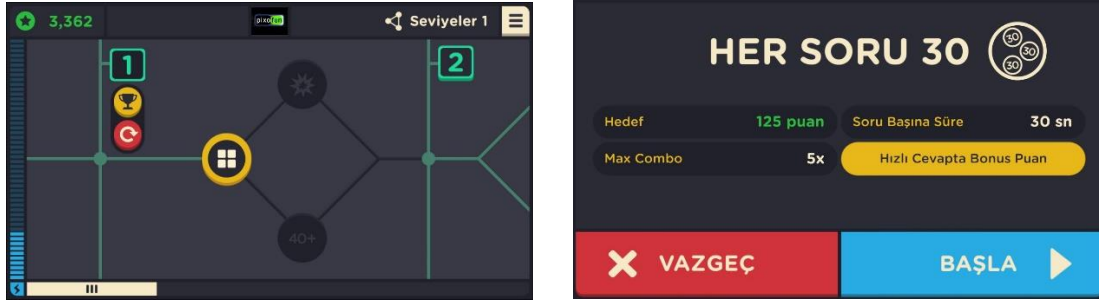 3,362
pixofun
Seviyeler 1
1
2
40+
HER SORU 30
30
30
30
Hedef 125 puan
Soru Başına Süre 30 sn
Max Combo 5x
Hızlı Cevapta Bonus Puan
VAZGEÇ
BAŞLA